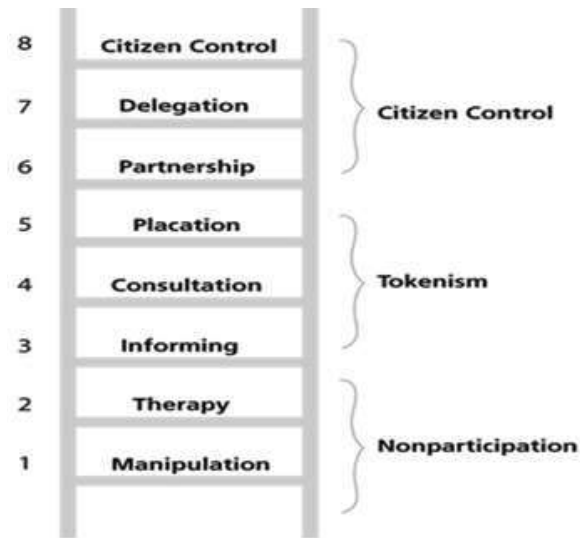 8 Citizen Control
7 Delegation
6 Partnership
Citizen Control
5 Placation
4 Consultation
3 Informing
Tokenism
2 Therapy
1 Manipulation
Nonparticipation